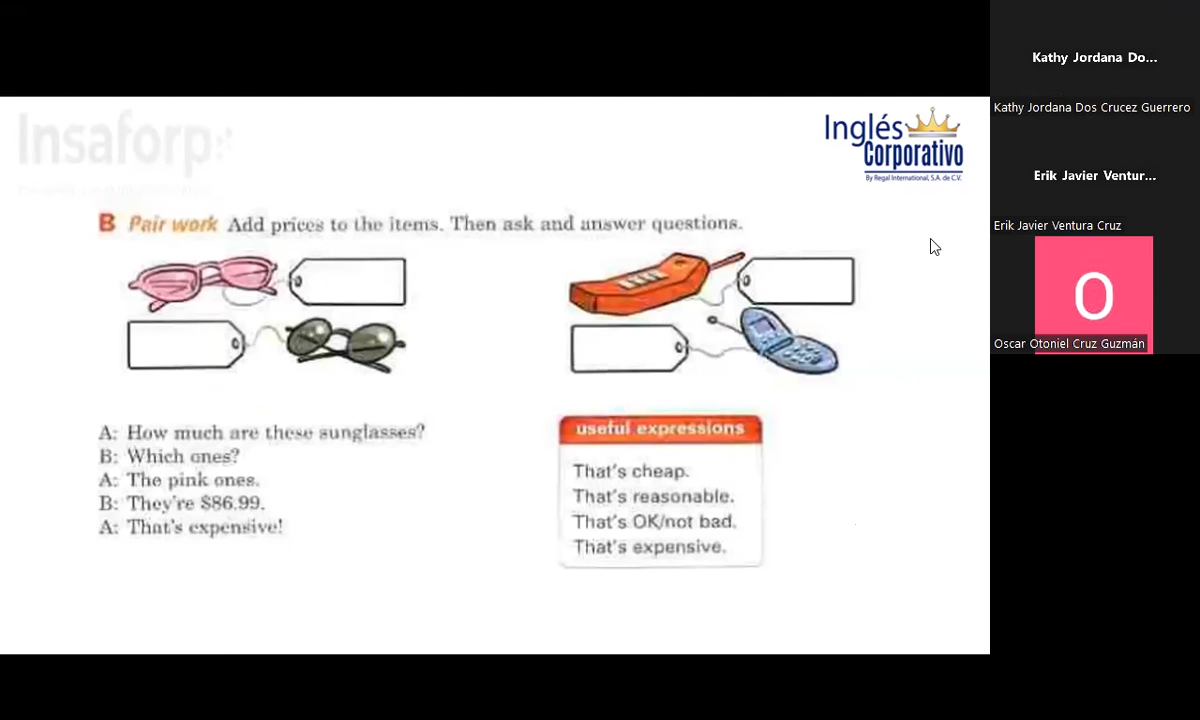 Insaforp
Inglés
Corporativo
By Regal International, S.A. de C.V.
B Pair work Add prices to the items. Then ask and answer questions.
A: How much are these sunglasses?
B: Which ones?
A: The pink ones.
B: They're $86.99.
A: That's expensive!
useful expressions
That's cheap.
That's reasonable.
That's OK/not bad.
That's expensive.
Kathy Jordana Do...
Kathy Jordana Dos Crucez Guerrero
Erik Javier Ventur...
Erik Javier Ventura Cruz
O
Oscar Otoniel Cruz Guzmán